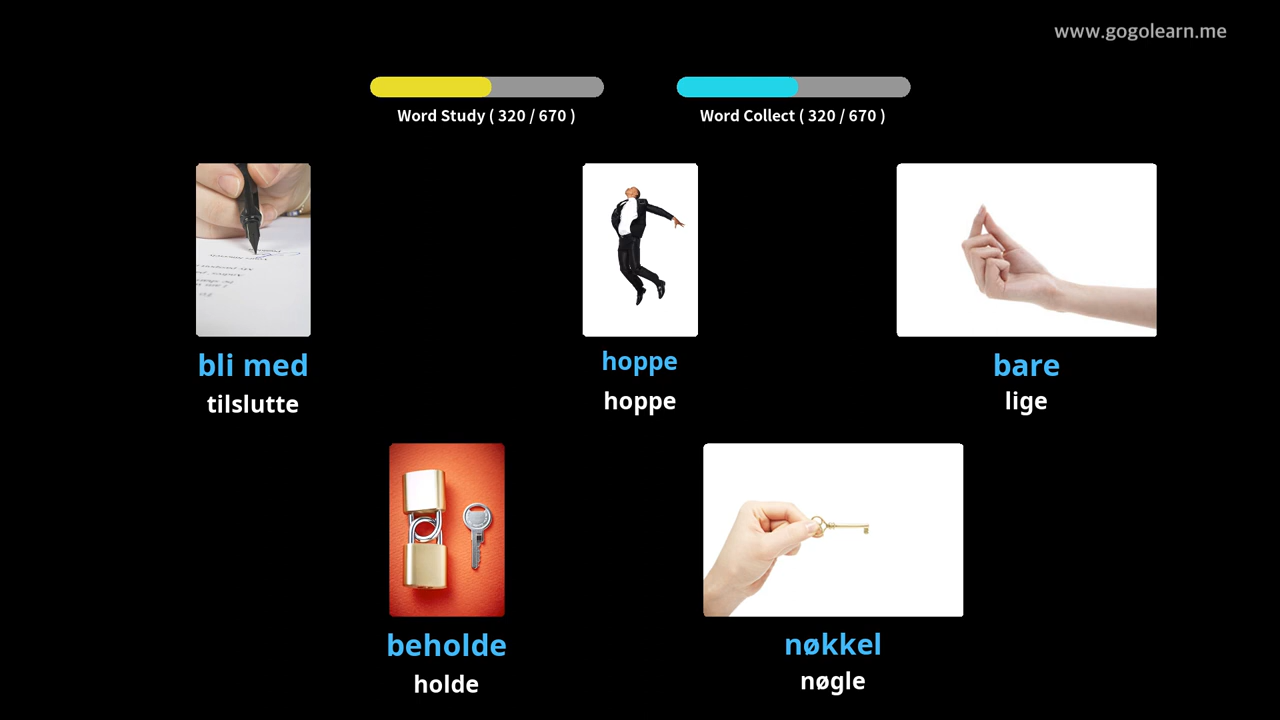 www.gogolearn.me
Word Study ( 320 / 670 )
Word Collect ( 320 / 670 )
bli med
tilslutte
hoppe
hoppe
bare
lige
beholde
holde
nøkkel
nøgle